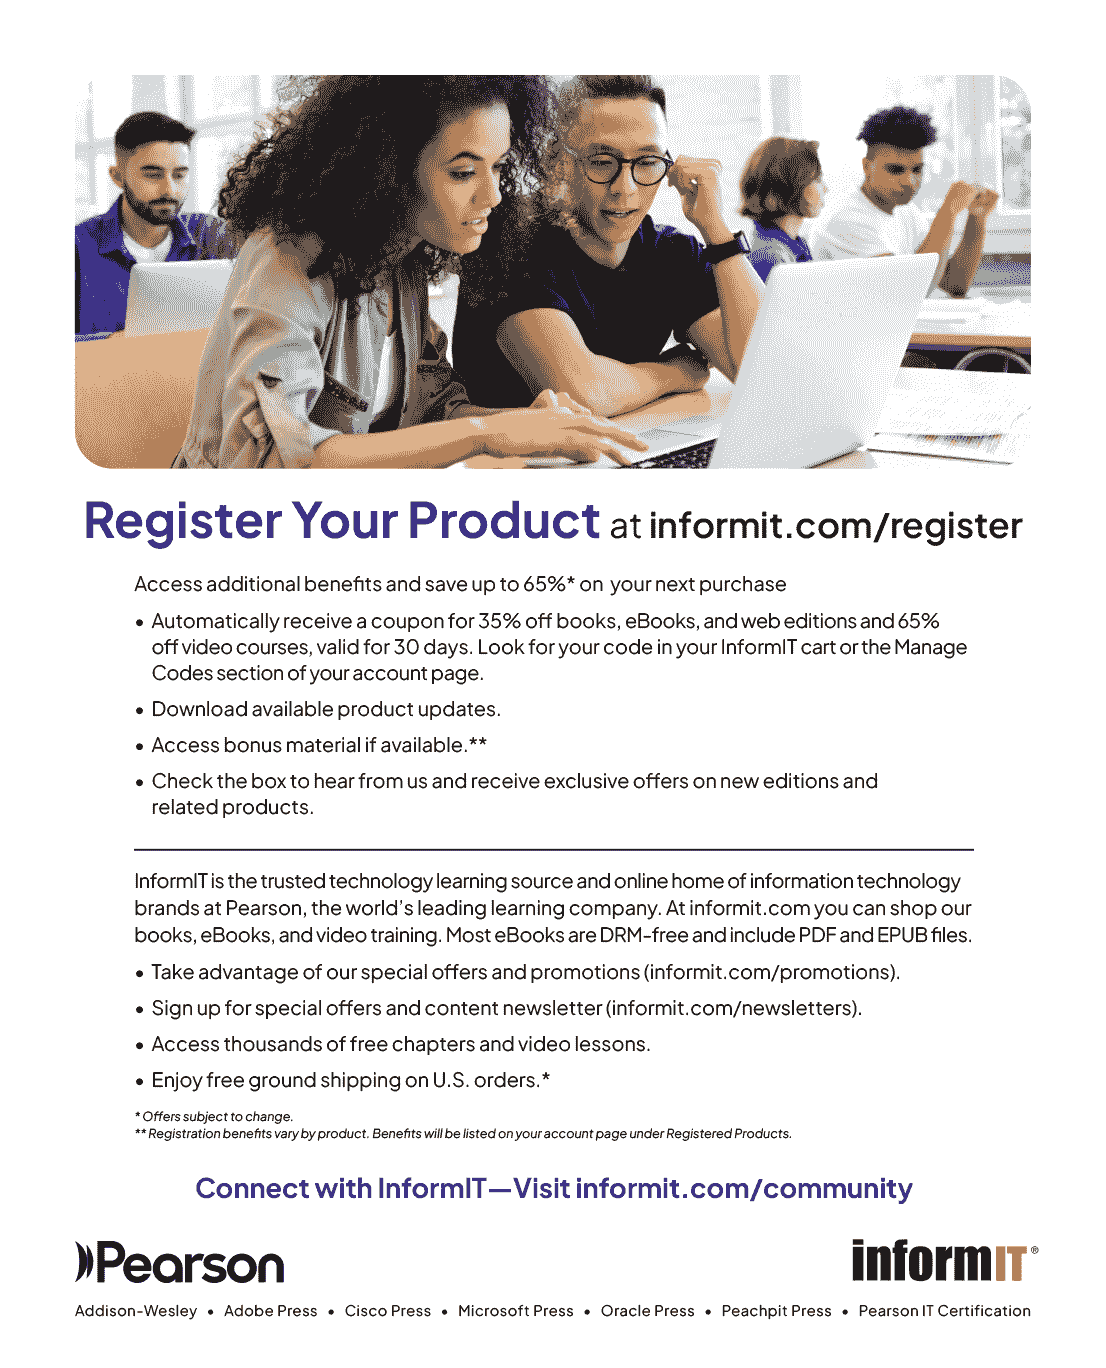 Register Your Product at informit.com/register
Access additional benefits and save up to 65%* on your next purchase
• Automatically receive a coupon for 35% off books, eBooks, and web editions and 65%
off video courses, valid for 30 days. Look for your code in your InformIT cart or the Manage
Codes section of your account page.
• Download available product updates.
• Access bonus material if available.**
• Check the box to hear from us and receive exclusive offers on new editions and
related products.
InformIT is the trusted technology learning source and online home of information technology
brands at Pearson, the world's leading learning company. At informit.com you can shop our
books, eBooks, and video training. Most eBooks are DRM-free and include PDF and EPUB files.
• Take advantage of our special offers and promotions (informit.com/promotions).
• Sign up for special offers and content newsletter (informit.com/newsletters).
• Access thousands of free chapters and video lessons.
• Enjoy free ground shipping on U.S. orders.*
* Offers subject to change.
** Registration benefits vary by product. Benefits will be listed on your account page under Registered Products.
Connect with InformIT—Visit informit.com/community
Pearson
informIT®
Addison-Wesley • Adobe Press • Cisco Press • Microsoft Press • Oracle Press • Peachpit Press • Pearson IT Certification